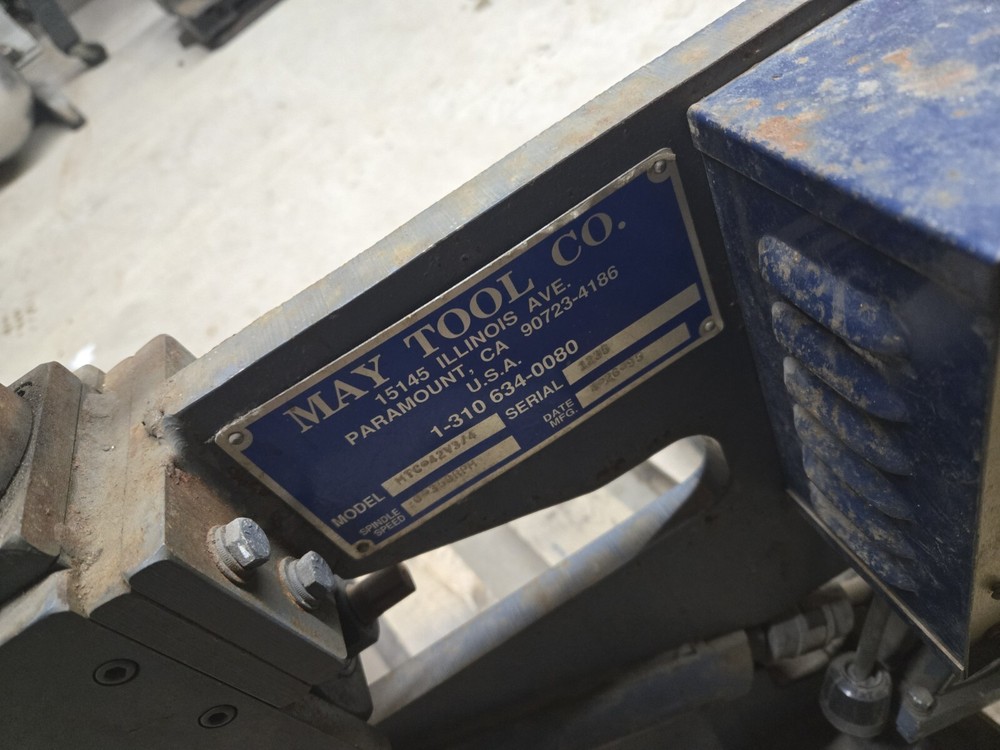 MAY TOOL CO.
15145 ILLINOIS AVE.
PARAMOUNT, CA 90723-4186
U.S.A.
1-310 634-0080
MODEL SERIAL
SPINDLE SPEED DATE MFG.